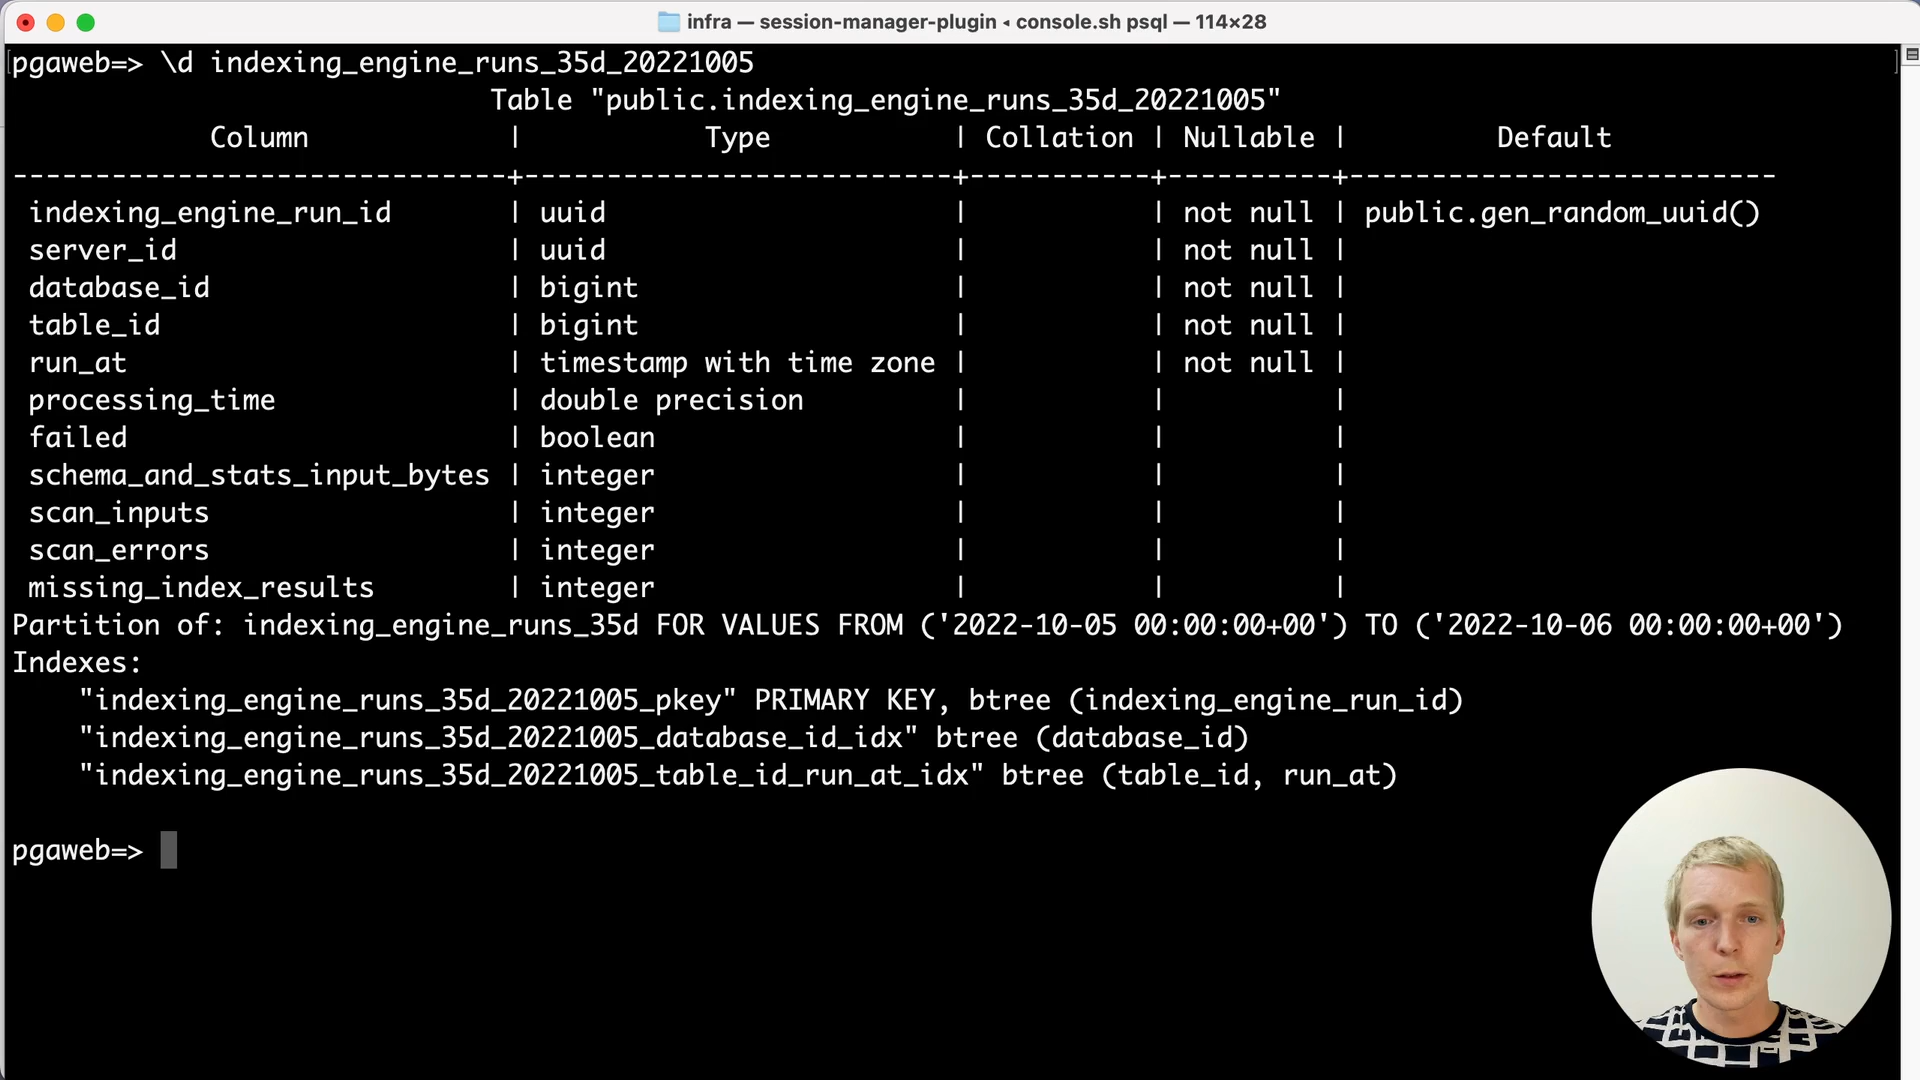 infra — session-manager-plugin ◂ console.sh psql — 114×28
pgaweb=> \d indexing_engine_runs_35d_20221005
Table "public.indexing_engine_runs_35d_20221005"
Column | Type | Collation | Nullable | Default
------------------------------+--------------------------+-----------+----------+--------------------------
indexing_engine_run_id | uuid | | not null | public.gen_random_uuid()
server_id | uuid | | not null |
database_id | bigint | | not null |
table_id | bigint | | not null |
run_at | timestamp with time zone | | not null |
processing_time | double precision | | |
failed | boolean | | |
schema_and_stats_input_bytes | integer | | |
scan_inputs | integer | | |
scan_errors | integer | | |
missing_index_results | integer | | |
Partition of: indexing_engine_runs_35d FOR VALUES FROM ('2022-10-05 00:00:00+00') TO ('2022-10-06 00:00:00+00')
Indexes:
"indexing_engine_runs_35d_20221005_pkey" PRIMARY KEY, btree (indexing_engine_run_id)
"indexing_engine_runs_35d_20221005_database_id_idx" btree (database_id)
"indexing_engine_runs_35d_20221005_table_id_run_at_idx" btree (table_id, run_at)
pgaweb=>